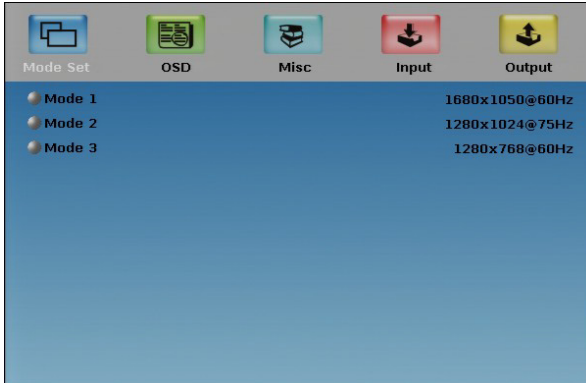 Mode Set OSD Misc Input Output
Mode 1 1680x1050@60Hz
Mode 2 1280x1024@75Hz
Mode 3 1280x768@60Hz